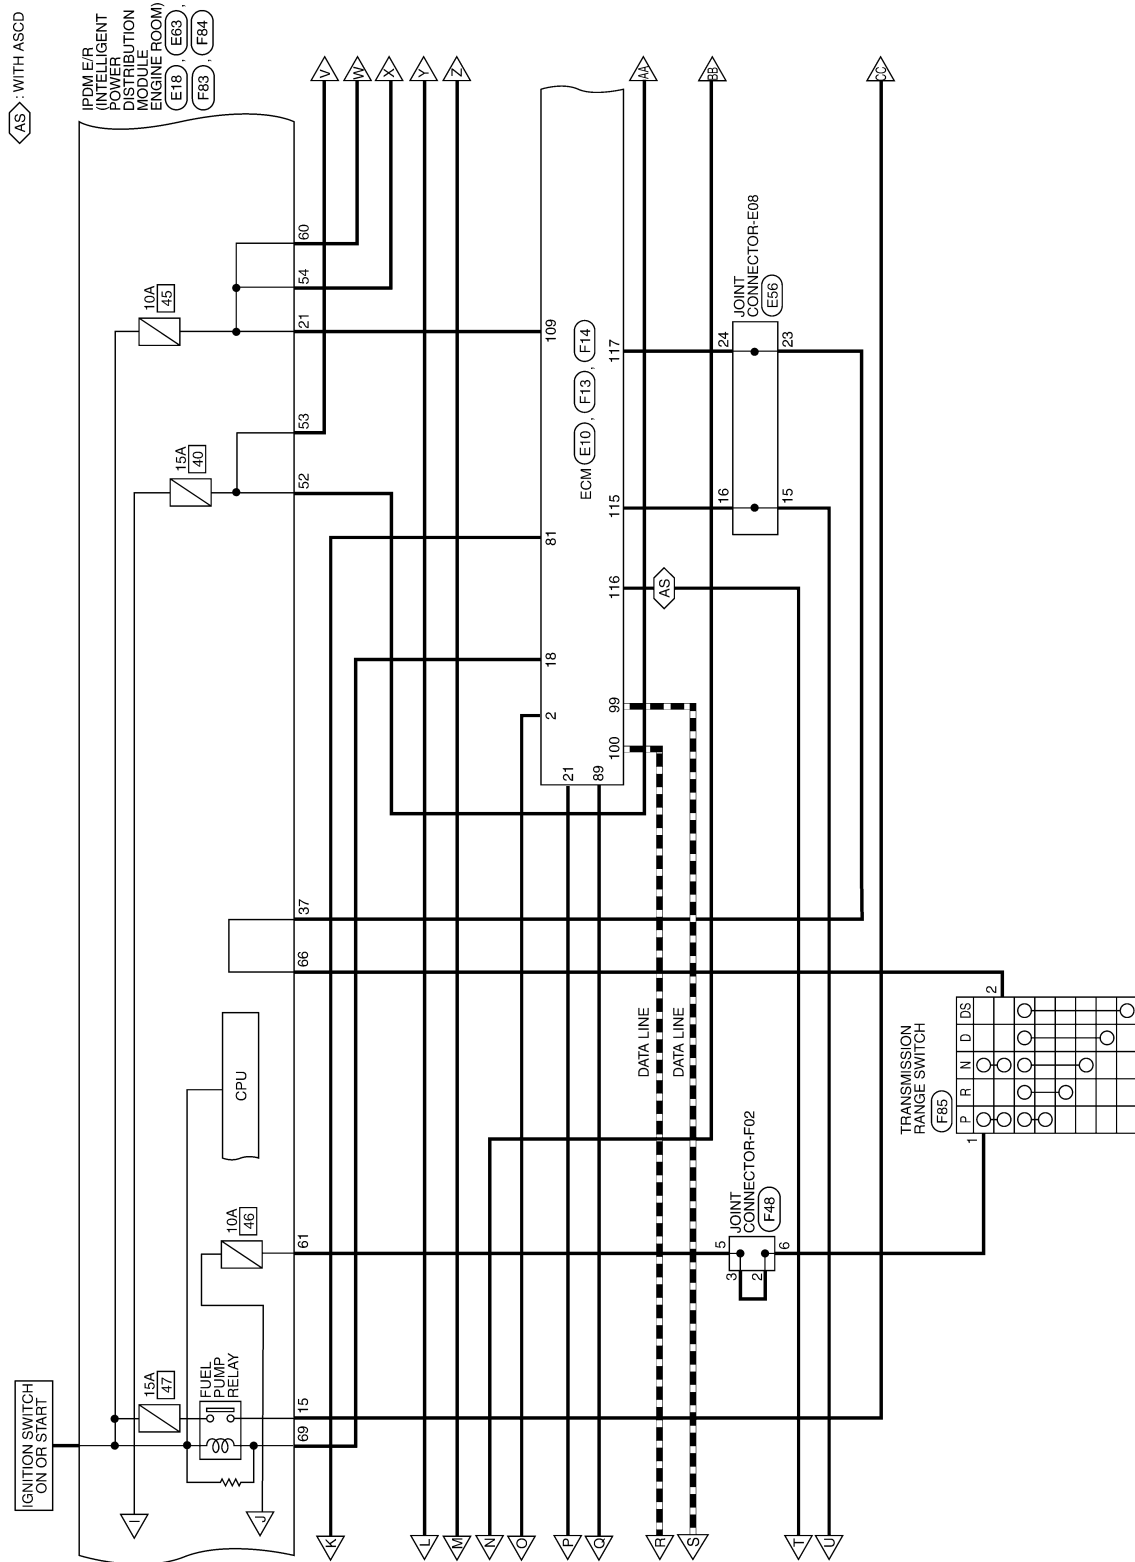 AS : WITH ASCD
IPDM E/R
(INTELLIGENT
POWER
DISTRIBUTION
MODULE
ENGINE ROOM)
E18 , E63 ,
F83 , F84
IGNITION SWITCH
ON OR START
15A
47
FUEL
PUMP
RELAY
10A
46
CPU
15A
40
10A
45
I
J
69
15
61
66
37
52
53
21
54
60
K
L
M
N
O
P
Q
R
S
T
U
V
W
X
Y
Z
AA
BB
CC
21
89
2
18
81
109
ECM E10 , F13 , F14
100
99
116
115
117
AS
DATA LINE
DATA LINE
JOINT
CONNECTOR-E08
E56
16
24
15
23
JOINT
CONNECTOR-F02
F48
5
3
2
6
TRANSMISSION
RANGE SWITCH
F85
1
2
P R N D DS